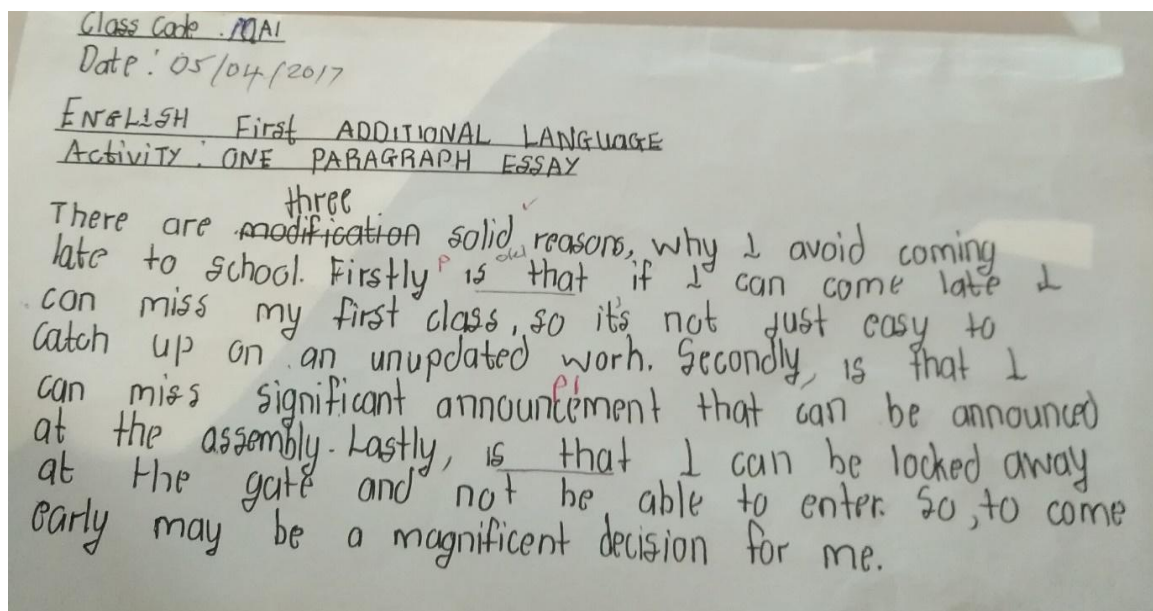 Class Code . MA1
Date : 05/04/2017
ENGLISH First ADDITIONAL LANGUAGE
Activity : ONE PARAGRAPH ESSAY
three
There are modification solid reasons, why I avoid coming
late to school. Firstly P is that if I can come late I
can miss my first class, so it's not just easy to
Catch up on an unupdated work. Secondly, is that I
can miss significant announcement that can be announced
at the assembly. Lastly, is that I can be locked away
at the gate and not be able to enter. So, to come
early may be a magnificent decision for me.